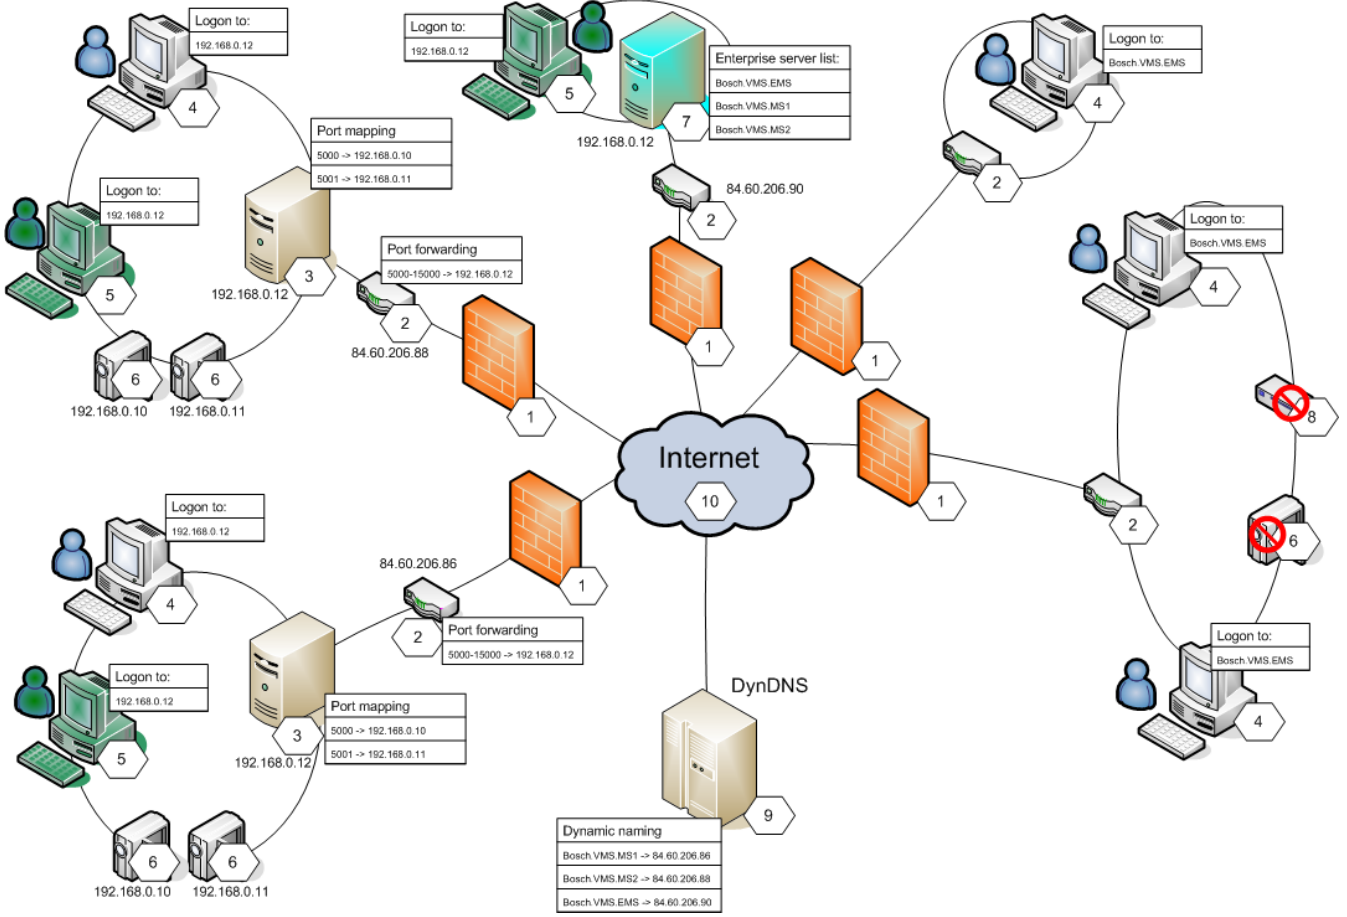 Logon to:
192.168.0.12
4
Port mapping
5000 -> 192.168.0.10
5001 -> 192.168.0.11
Logon to:
192.168.0.12
5
3
192.168.0.12
Port forwarding
5000-15000 -> 192.168.0.12
2
84.60.206.88
1
6
6
192.168.0.10
192.168.0.11
Logon to:
192.168.0.12
5
Enterprise server list:
Bosch.VMS.EMS
Bosch.VMS.MS1
Bosch.VMS.MS2
7
192.168.0.12
84.60.206.90
2
1
Logon to:
Bosch.VMS.EMS
4
2
1
Logon to:
Bosch.VMS.EMS
4
8
6
2
1
Logon to:
Bosch.VMS.EMS
4
Internet
10
Logon to:
192.168.0.12
4
84.60.206.86
1
2
Port forwarding
5000-15000 -> 192.168.0.12
Logon to:
192.168.0.12
5
3
192.168.0.12
Port mapping
5000 -> 192.168.0.10
5001 -> 192.168.0.11
6
6
192.168.0.10
192.168.0.11
DynDNS
9
Dynamic naming
Bosch.VMS.MS1 -> 84.60.206.86
Bosch.VMS.MS2 -> 84.60.206.88
Bosch.VMS.EMS -> 84.60.206.90